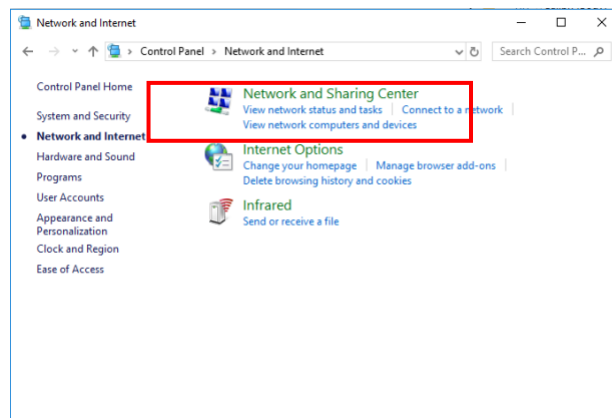 Network and Internet
Control Panel > Network and Internet
Search Control P...
Control Panel Home
System and Security
Network and Internet
Hardware and Sound
Programs
User Accounts
Appearance and
Personalization
Clock and Region
Ease of Access
Network and Sharing Center
View network status and tasks | Connect to a network
View network computers and devices
Internet Options
Change your homepage | Manage browser add-ons
Delete browsing history and cookies
Infrared
Send or receive a file